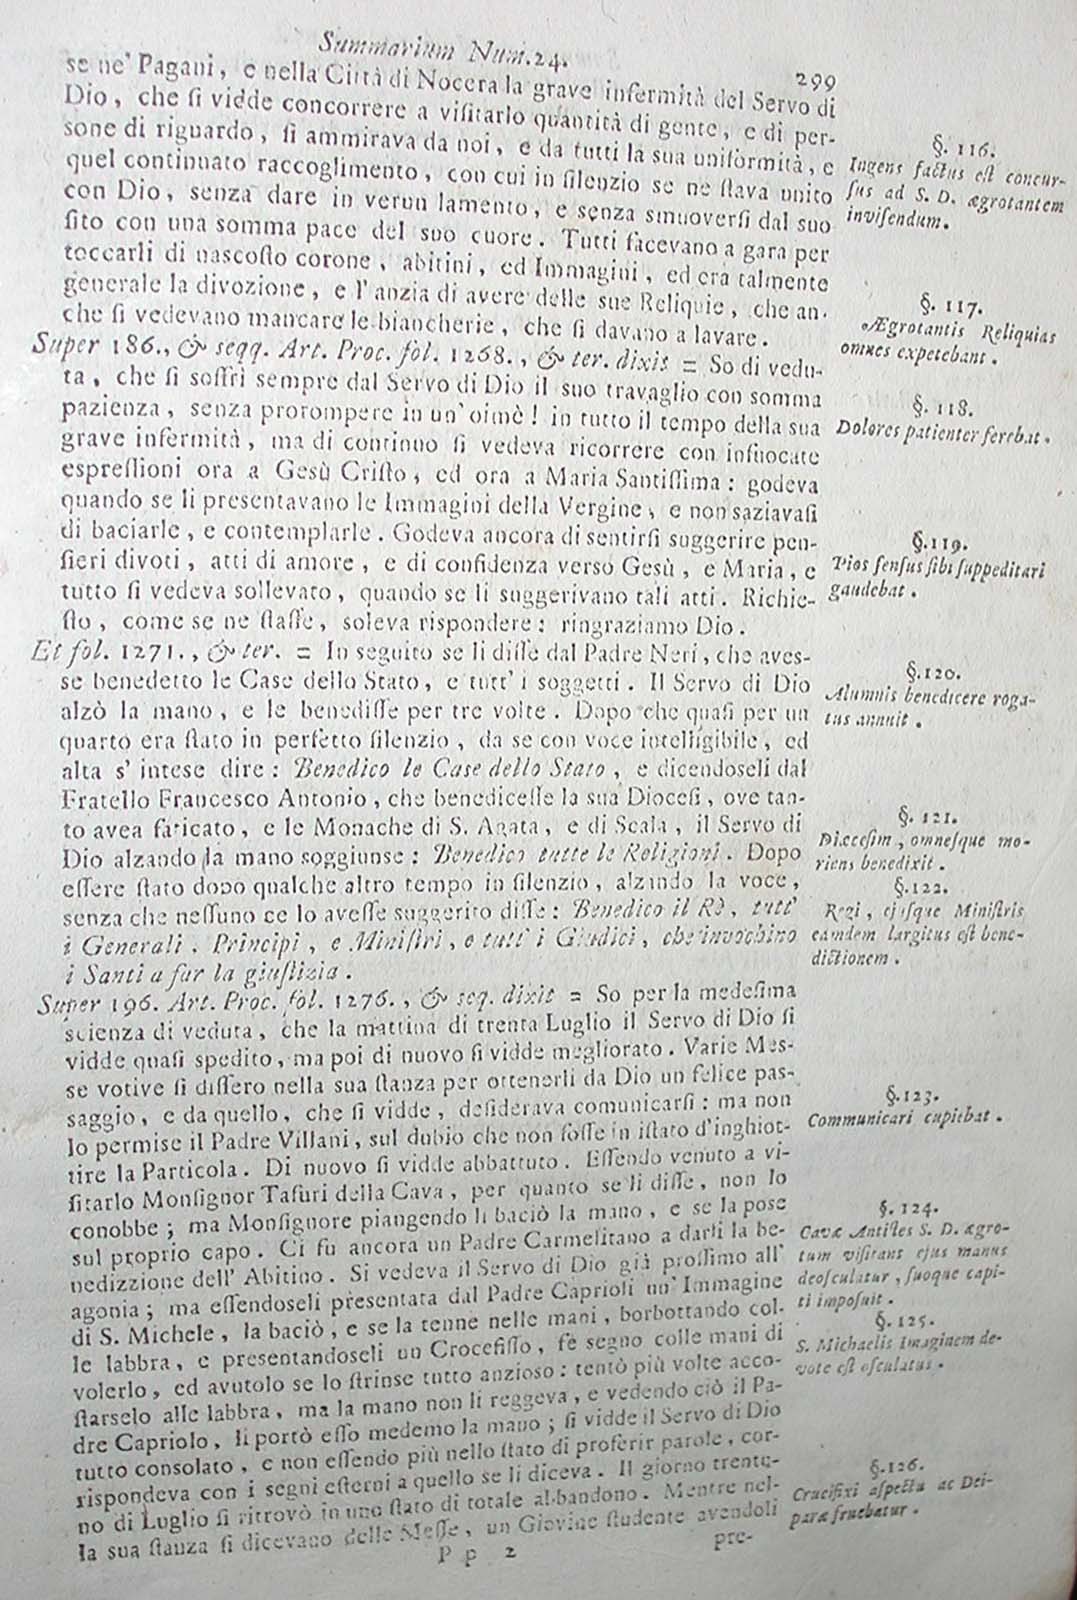 Summarium Num. 24.
299
se ne' Pagani, e nella Città di Nocera la grave infermità del Servo di
Dio, che ſi vidde concorrere a viſitarlo quantità di gente, e di per-
sone di riguardo, ſi ammirava da noi, e da tutti la sua uniformità, e
quel continuato raccoglimento, con cui in ſilenzio se ne ſtava unito
con Dio, senza dare in verun lamento, e senza smuoverſi dal suo
ſito con una somma pace del suo cuore. Tutti facevano a gara per
toccarli di nascoſto corone, abitini, ed Immagini, ed era talmente
generale la divozione, e l'anzia di avere delle sue Reliquie, che an-
che ſi vedevano mancare le biancherie, che ſi davano a lavare.
Super 186., & seqq. Art. Proc. fol. 1268., & ter. dixit = So di vedu-
ta, che ſi soffrì sempre dal Servo di Dio il suo travaglio con somma
pazienza, senza prorompere in un'oimè! in tutto il tempo della sua
grave infermità, ma di continuo ſi vedeva ricorrere con infuocate
espreſſioni ora a Gesù Criſto, ed ora a Maria Santiſſima: godeva
quando se li presentavano le Immagini della Vergine, e non saziavaſi
di baciarle, e contemplarle. Godeva ancora di sentirſi suggerire pen-
ſieri divoti, atti di amore, e di confidenza verso Gesù, e Maria, e
tutto ſi vedeva sollevato, quando se li suggerivano tali atti. Richie-
ſto, come se ne ſtaſſe, soleva rispondere: ringraziamo Dio.
Et fol. 1271., & ter. = In seguito se li diſſe dal Padre Neri, che aves-
se benedetto le Case dello Stato, e tutt' i soggetti. Il Servo di Dio
alzò la mano, e le benediſſe per tre volte. Dopo che quaſi per un
quarto era ſtato in perfetto ſilenzio, da se con voce intelligibile, ed
alta s' intese dire: Benedico le Case dello Stato, e dicendoseli dal
Fratello Francesco Antonio, che benediceſſe la sua Dioceſi, ove tan-
to avea faticato, e le Monache di S. Agata, e di Scala, il Servo di
Dio alzando la mano soggiunse: Benedico tutte le Religioni. Dopo
eſſere ſtato dopo qualche altro tempo in ſilenzio, alzando la voce,
senza che neſſuno ce lo aveſſe suggerito diſſe: Benedico il Rè, tutt'
i Generali, Principi, e Miniſtri, e tutt' i Giudici, che invochino
i Santi a far la giuſtizia.
Super 196. Art. Proc. fol. 1276., & seq. dixit = So per la medeſima
scienza di veduta, che la mattina di trenta Luglio il Servo di Dio ſi
vidde quaſi spedito, ma poi di nuovo ſi vidde megliorato. Varie Mes-
se votive ſi diſſero nella sua ſtanza per ottenerli da Dio un felice pas-
saggio, e da quello, che ſi vidde, deſiderava comunicarſi: ma non
lo permise il Padre Villani, sul dubio che non foſſe in iſtato d'inghiot-
tire la Particola. Di nuovo ſi vidde abbattuto. Eſſendo venuto a vi-
ſitarlo Monſignor Tafuri della Cava, per quanto se li diſſe, non lo
conobbe; ma Monſignore piangendo li baciò la mano, e se la pose
sul proprio capo. Ci fu ancora un Padre Carmelitano a darli la be-
nedizzione dell' Abitino. Si vedeva il Servo di Dio già proſſimo all'
agonia; ma eſſendoseli presentata dal Padre Caprioli un' Immagine
di S. Michele, la baciò, e se la tenne nelle mani, borbottando col-
le labbra, e presentandoseli un Crocefiſſo, fè segno colle mani di
volerlo, ed avutolo se lo ſtrinse tutto anzioso: tentò più volte acco-
ſtarselo alle labbra, ma la mano non li reggeva, e vedendo ciò il Pa-
dre Capriolo, li portò eſſo medemo la mano; ſi vidde il Servo di Dio
tutto consolato, e non eſſendo più nello ſtato di proferir parole, cor-
rispondeva con i segni eſterni a quello se li diceva. Il giorno trentu-
no di Luglio ſi ritrovò in uno ſtato di totale abbandono. Mentre nel-
la sua ſtanza ſi dicevano delle Meſſe, un Giovine ſtudente avendoli
P p 2
pre-
§. 116.
Ingens factus eſt concur-
ſus ad S. D. ægrotantem
inviſendum.
§. 117.
Ægrotantis Reliquias
omnes expetebant.
§. 118.
Dolores patienter ferebat.
§. 119.
Pios ſenſus ſibi ſuppeditari
gaudebat.
§. 120.
Alumnis benedicere roga-
tus annuit.
§. 121.
Diœceſim, omneſque mo-
riens benedixit.
§. 122.
Regi, ejuſque Miniſtris
eamdem largitus eſt bene-
dictionem.
§. 123.
Communicari cupiebat.
§. 124.
Cavæ Antiſtes S. D. ægro-
tum viſitans ejus manus
deoſculatur, ſuoque capi-
ti impoſuit.
§. 125.
S. Michaelis Imaginem de-
vote eſt oſculatus.
§. 126.
Crucifixi aſpectu ac Dei-
paræ fruebatur.